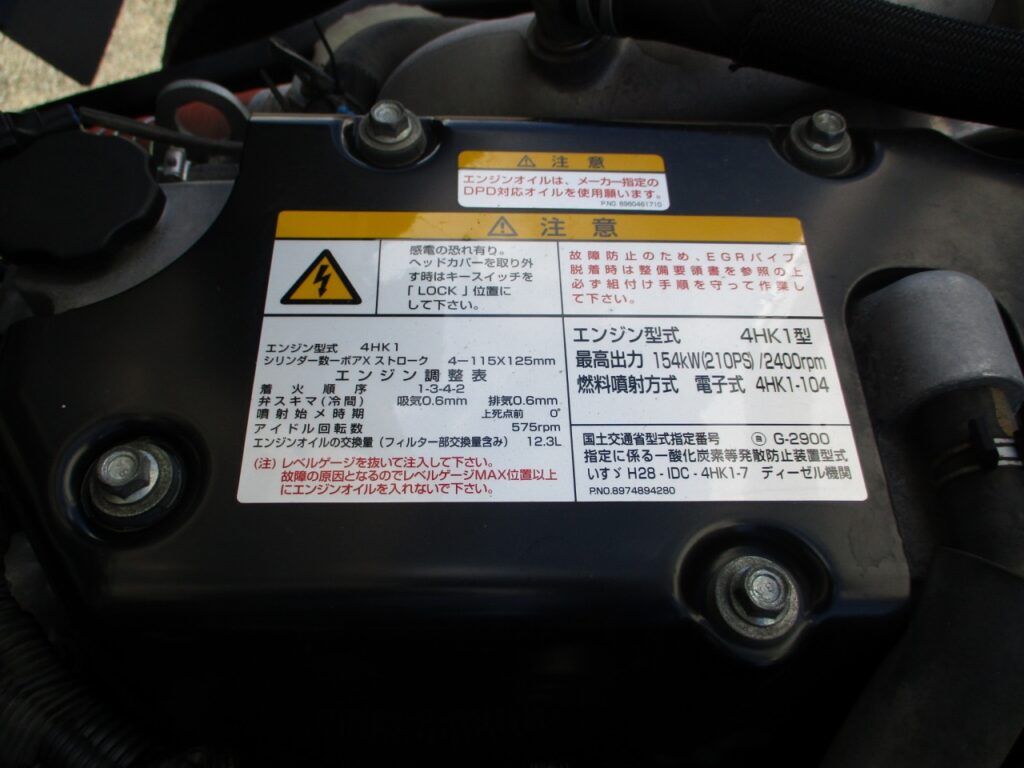 ⚠ 注意
エンジンオイルは、メーカー指定の
DPD対応オイルを使用願います。
P.NO. 8980461710
⚠ 注意
感電の恐れ有り。
ヘッドカバーを取り外
す時はキースイッチを
「LOCK」位置に
して下さい。
故障防止のため、EGRパイプ
脱着時は整備要領書を参照の上
必ず組付け手順を守って作業し
て下さい。
エンジン型式 4HK1
シリンダー数ーボアX ストローク 4-115X125mm
エンジン調整表
着火順序 1-3-4-2
弁スキマ(冷間) 吸気0.6mm 排気0.6mm
噴射始メ時期 上死点前 0°
アイドル回転数 575rpm
エンジンオイルの交換量(フィルター部交換量含み) 12.3L
(注) レベルゲージを抜いて注入して下さい。
故障の原因となるのでレベルゲージMAX位置以上
にエンジンオイルを入れないで下さい。
エンジン型式 4HK1型
最高出力 154kW(210PS)/2400rpm
燃料噴射方式 電子式 4HK1-104
国土交通省型式指定番号 G-2900
指定に係る一酸化炭素等発散防止装置型式
いすゞ H28-IDC-4HK1-7 ディーゼル機関
P.NO. 8974894280